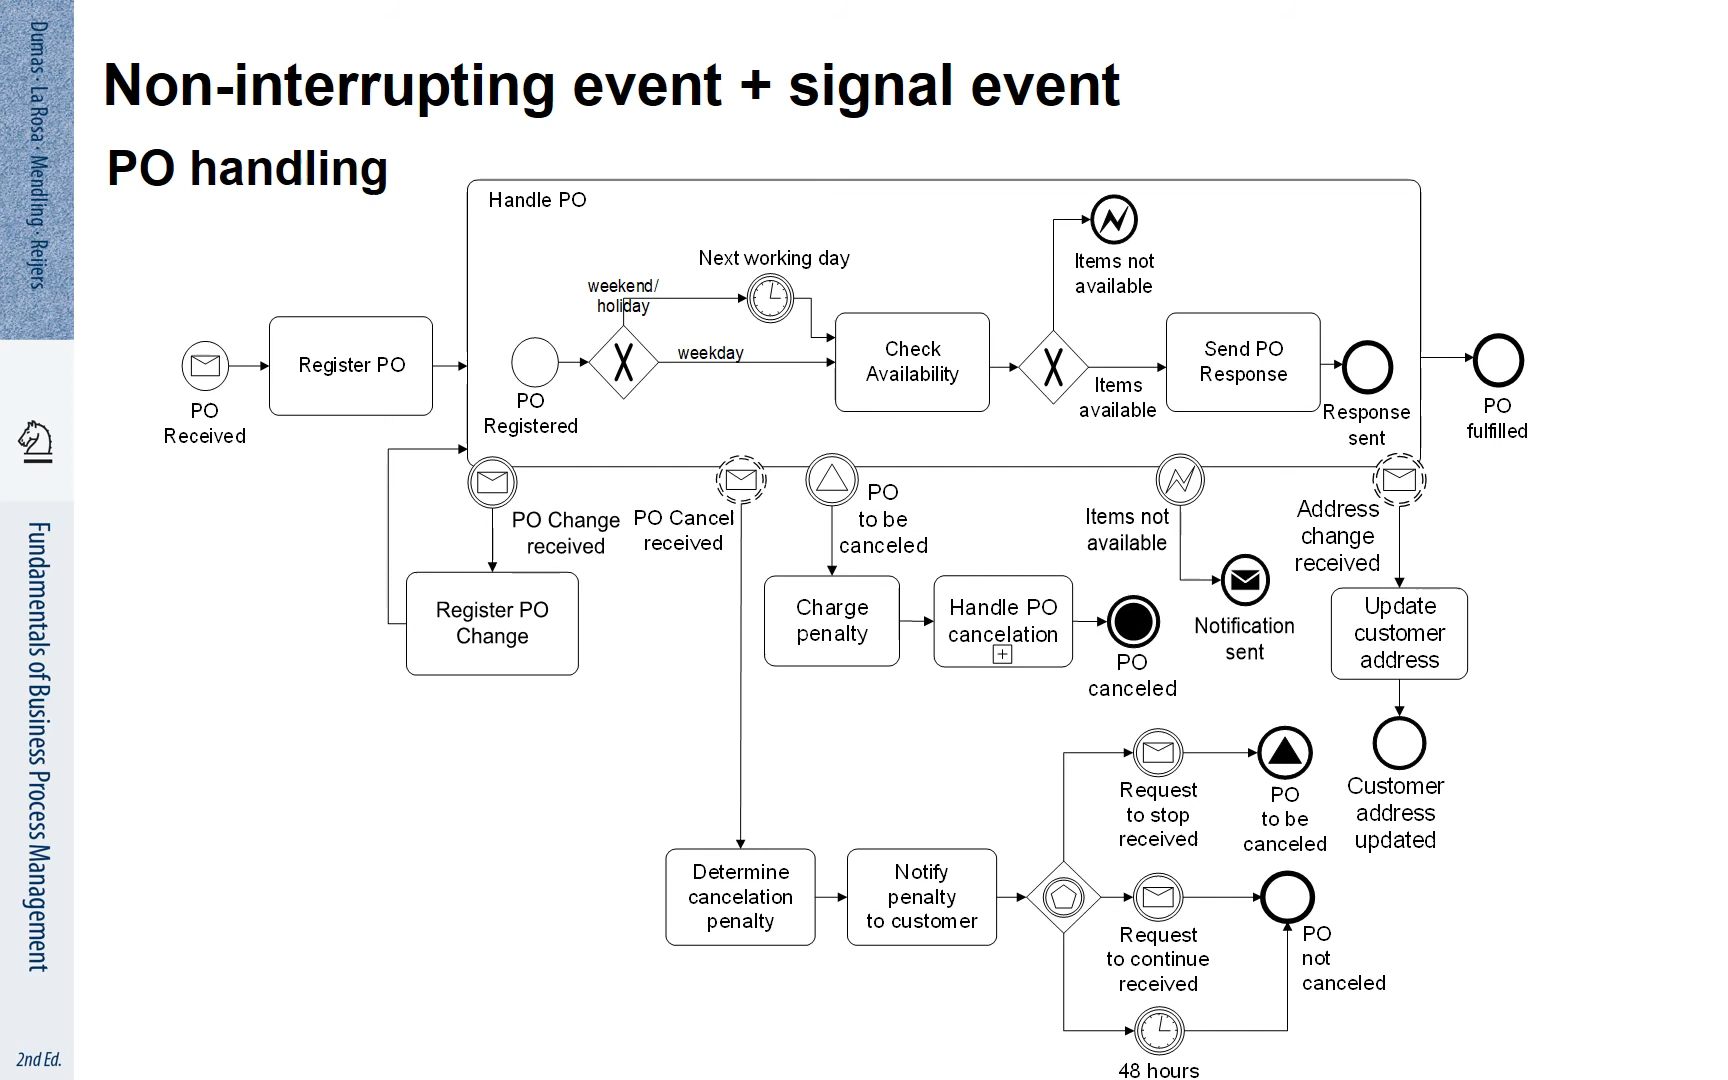 Dumas · La Rosa · Mendling · Reijers
Fundamentals of Business Process Management
2nd Ed.
Non-interrupting event + signal event
PO handling
Handle PO
Next working day
weekend/
holiday
weekday
Items not
available
Register PO
Check
Availability
Send PO
Response
PO
Received
PO
Registered
Items
available
Response
sent
PO
fulfilled
PO Change
received
PO Cancel
received
PO
to be
canceled
Items not
available
Address
change
received
Register PO
Change
Charge
penalty
Handle PO
cancelation
PO
canceled
Notification
sent
Update
customer
address
Customer
address
updated
Determine
cancelation
penalty
Notify
penalty
to customer
Request
to stop
received
PO
to be
canceled
Request
to continue
received
PO
not
canceled
48 hours